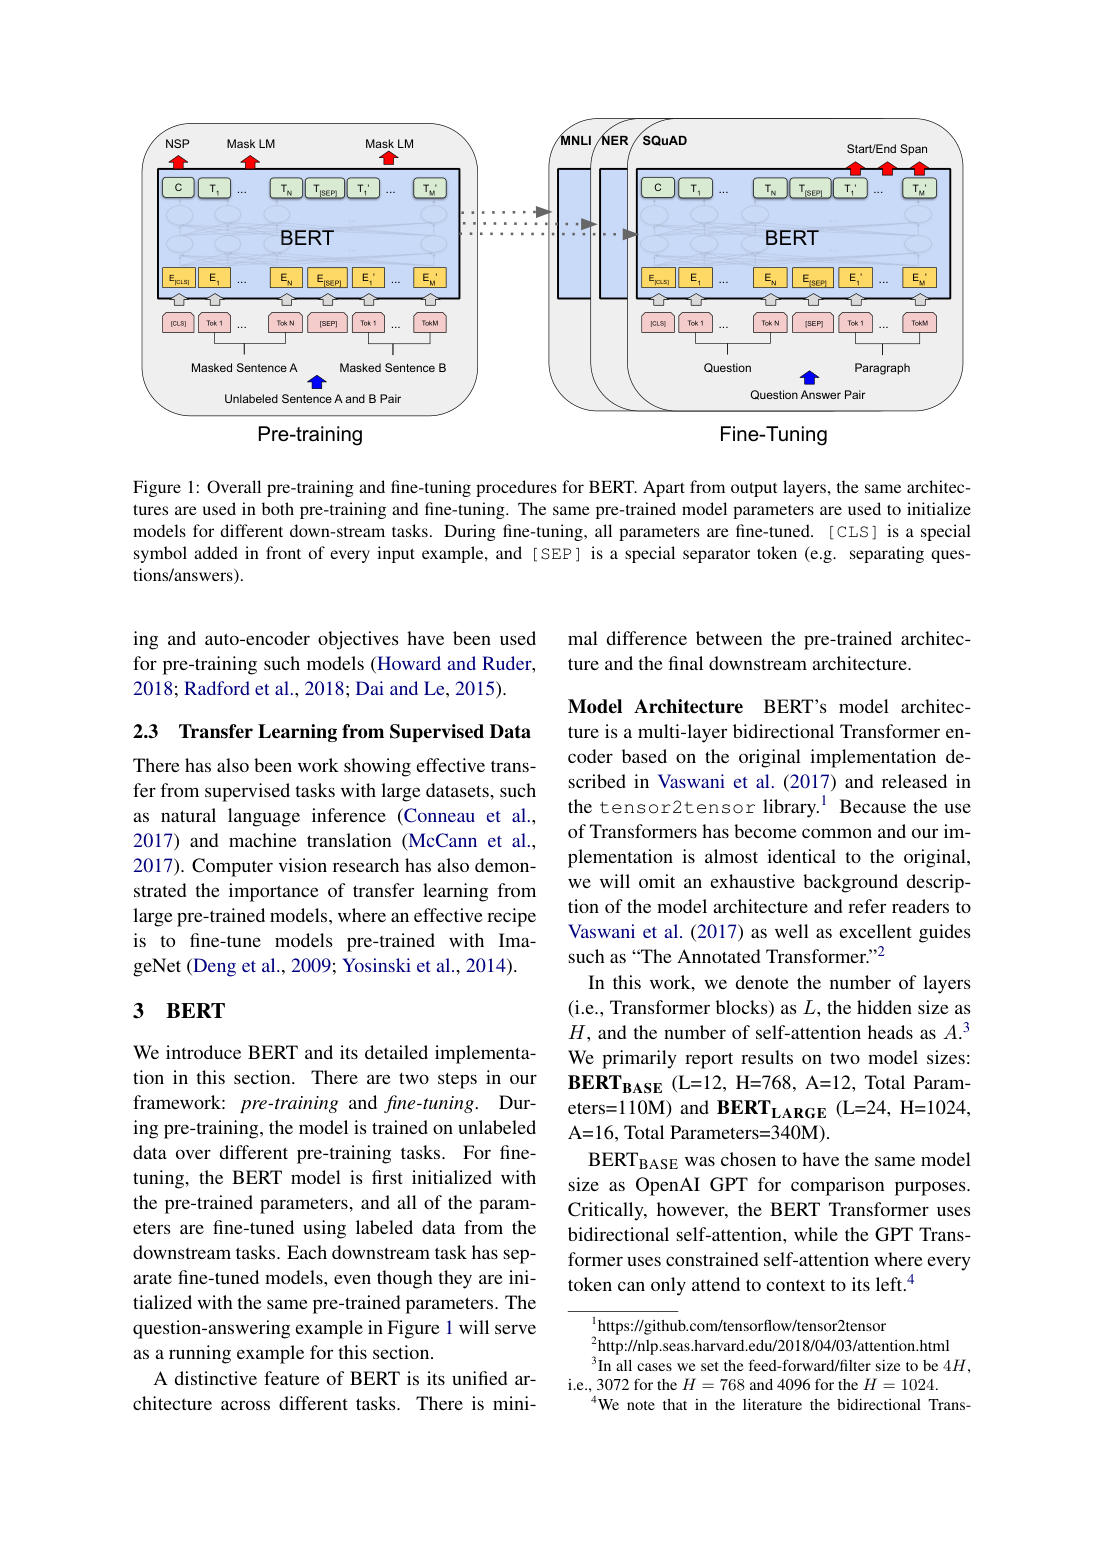 NSP Mask LM Mask LM
C T1 ... TN T[SEP] T1' ... TM'
BERT
E[CLS] E1 ... EN E[SEP] E1' ... EM'
[CLS] Tok 1 ... Tok N [SEP] Tok 1 ... TokM
Masked Sentence A Masked Sentence B
Unlabeled Sentence A and B Pair
Pre-training
MNLI NER SQuAD
Start/End Span
C T1 ... TN T[SEP] T1' ... TM'
BERT
E[CLS] E1 ... EN E[SEP] E1' ... EM'
[CLS] Tok 1 ... Tok N [SEP] Tok 1 ... TokM
Question Paragraph
Question Answer Pair
Fine-Tuning
Figure 1: Overall pre-training and fine-tuning procedures for BERT. Apart from output layers, the same architec-
tures are used in both pre-training and fine-tuning. The same pre-trained model parameters are used to initialize
models for different down-stream tasks. During fine-tuning, all parameters are fine-tuned. [CLS] is a special
symbol added in front of every input example, and [SEP] is a special separator token (e.g. separating ques-
tions/answers).
ing and auto-encoder objectives have been used
for pre-training such models (Howard and Ruder,
2018; Radford et al., 2018; Dai and Le, 2015).
2.3 Transfer Learning from Supervised Data
There has also been work showing effective trans-
fer from supervised tasks with large datasets, such
as natural language inference (Conneau et al.,
2017) and machine translation (McCann et al.,
2017). Computer vision research has also demon-
strated the importance of transfer learning from
large pre-trained models, where an effective recipe
is to fine-tune models pre-trained with Ima-
geNet (Deng et al., 2009; Yosinski et al., 2014).
3 BERT
We introduce BERT and its detailed implementa-
tion in this section. There are two steps in our
framework: pre-training and fine-tuning. Dur-
ing pre-training, the model is trained on unlabeled
data over different pre-training tasks. For fine-
tuning, the BERT model is first initialized with
the pre-trained parameters, and all of the param-
eters are fine-tuned using labeled data from the
downstream tasks. Each downstream task has sep-
arate fine-tuned models, even though they are ini-
tialized with the same pre-trained parameters. The
question-answering example in Figure 1 will serve
as a running example for this section.
A distinctive feature of BERT is its unified ar-
chitecture across different tasks. There is mini-
mal difference between the pre-trained architec-
ture and the final downstream architecture.
Model Architecture BERT's model architec-
ture is a multi-layer bidirectional Transformer en-
coder based on the original implementation de-
scribed in Vaswani et al. (2017) and released in
the tensor2tensor library.1 Because the use
of Transformers has become common and our im-
plementation is almost identical to the original,
we will omit an exhaustive background descrip-
tion of the model architecture and refer readers to
Vaswani et al. (2017) as well as excellent guides
such as “The Annotated Transformer.”2
In this work, we denote the number of layers
(i.e., Transformer blocks) as L, the hidden size as
H, and the number of self-attention heads as A.3
We primarily report results on two model sizes:
BERTBASE (L=12, H=768, A=12, Total Param-
eters=110M) and BERTLARGE (L=24, H=1024,
A=16, Total Parameters=340M).
BERTBASE was chosen to have the same model
size as OpenAI GPT for comparison purposes.
Critically, however, the BERT Transformer uses
bidirectional self-attention, while the GPT Trans-
former uses constrained self-attention where every
token can only attend to context to its left.4
1https://github.com/tensorflow/tensor2tensor
2http://nlp.seas.harvard.edu/2018/04/03/attention.html
3In all cases we set the feed-forward/filter size to be 4H,
i.e., 3072 for the H = 768 and 4096 for the H = 1024.
4We note that in the literature the bidirectional Trans-